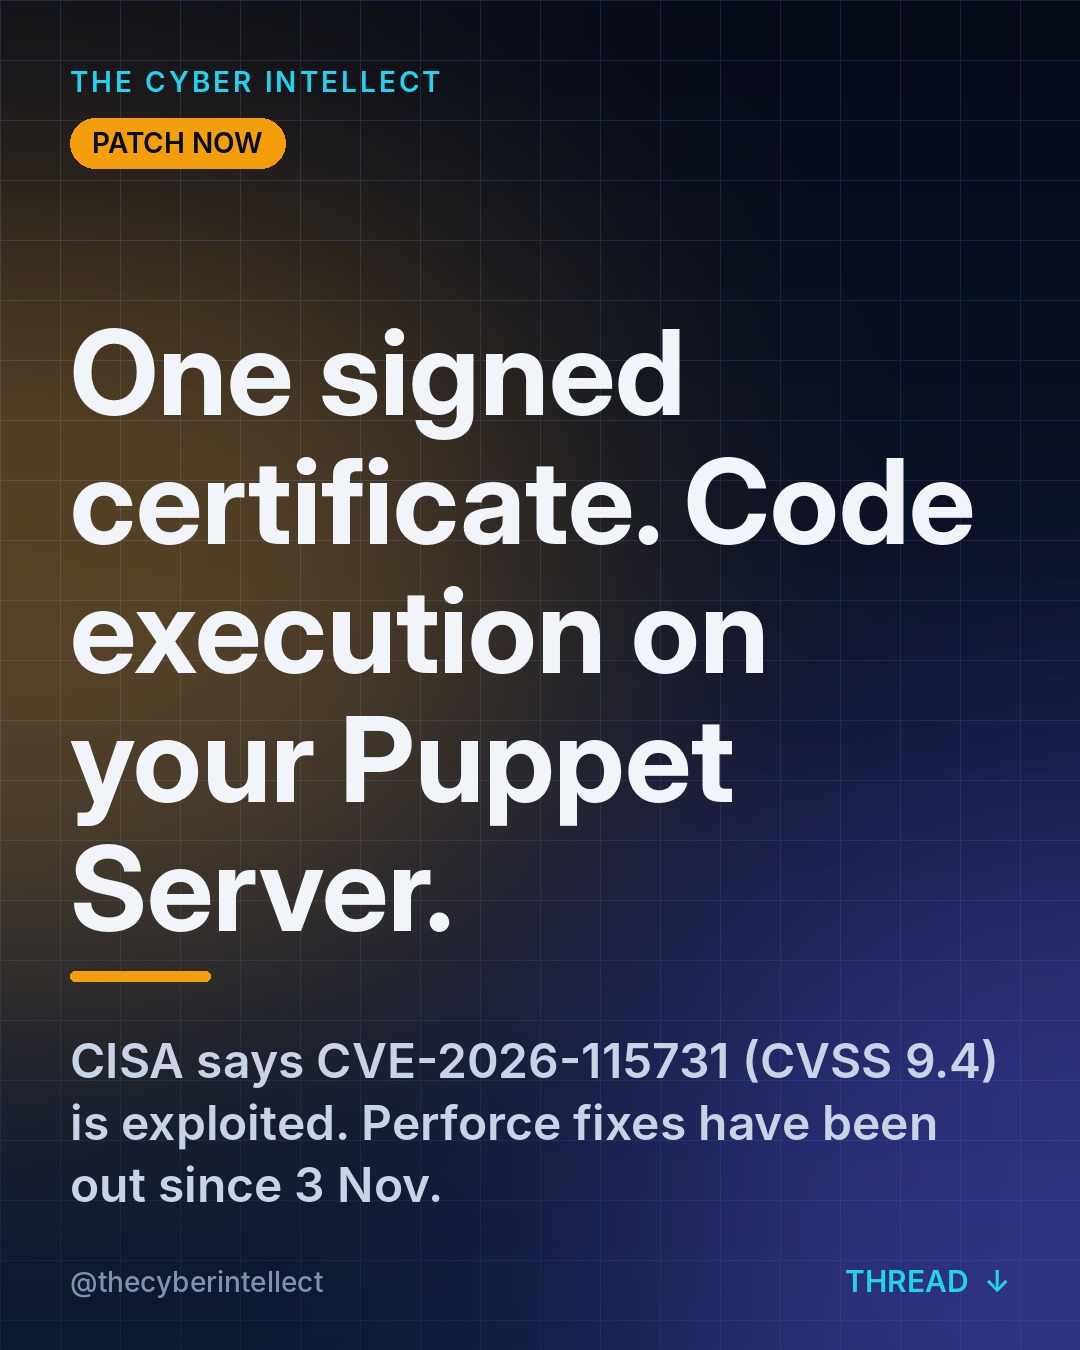 THE CYBER INTELLECT
PATCH NOW
One signed
certificate. Code
execution on
your Puppet
Server.
CISA says CVE-2026-115731 (CVSS 9.4)
is exploited. Perforce fixes have been
out since 3 Nov.
@thecyberintellect
THREAD ↓